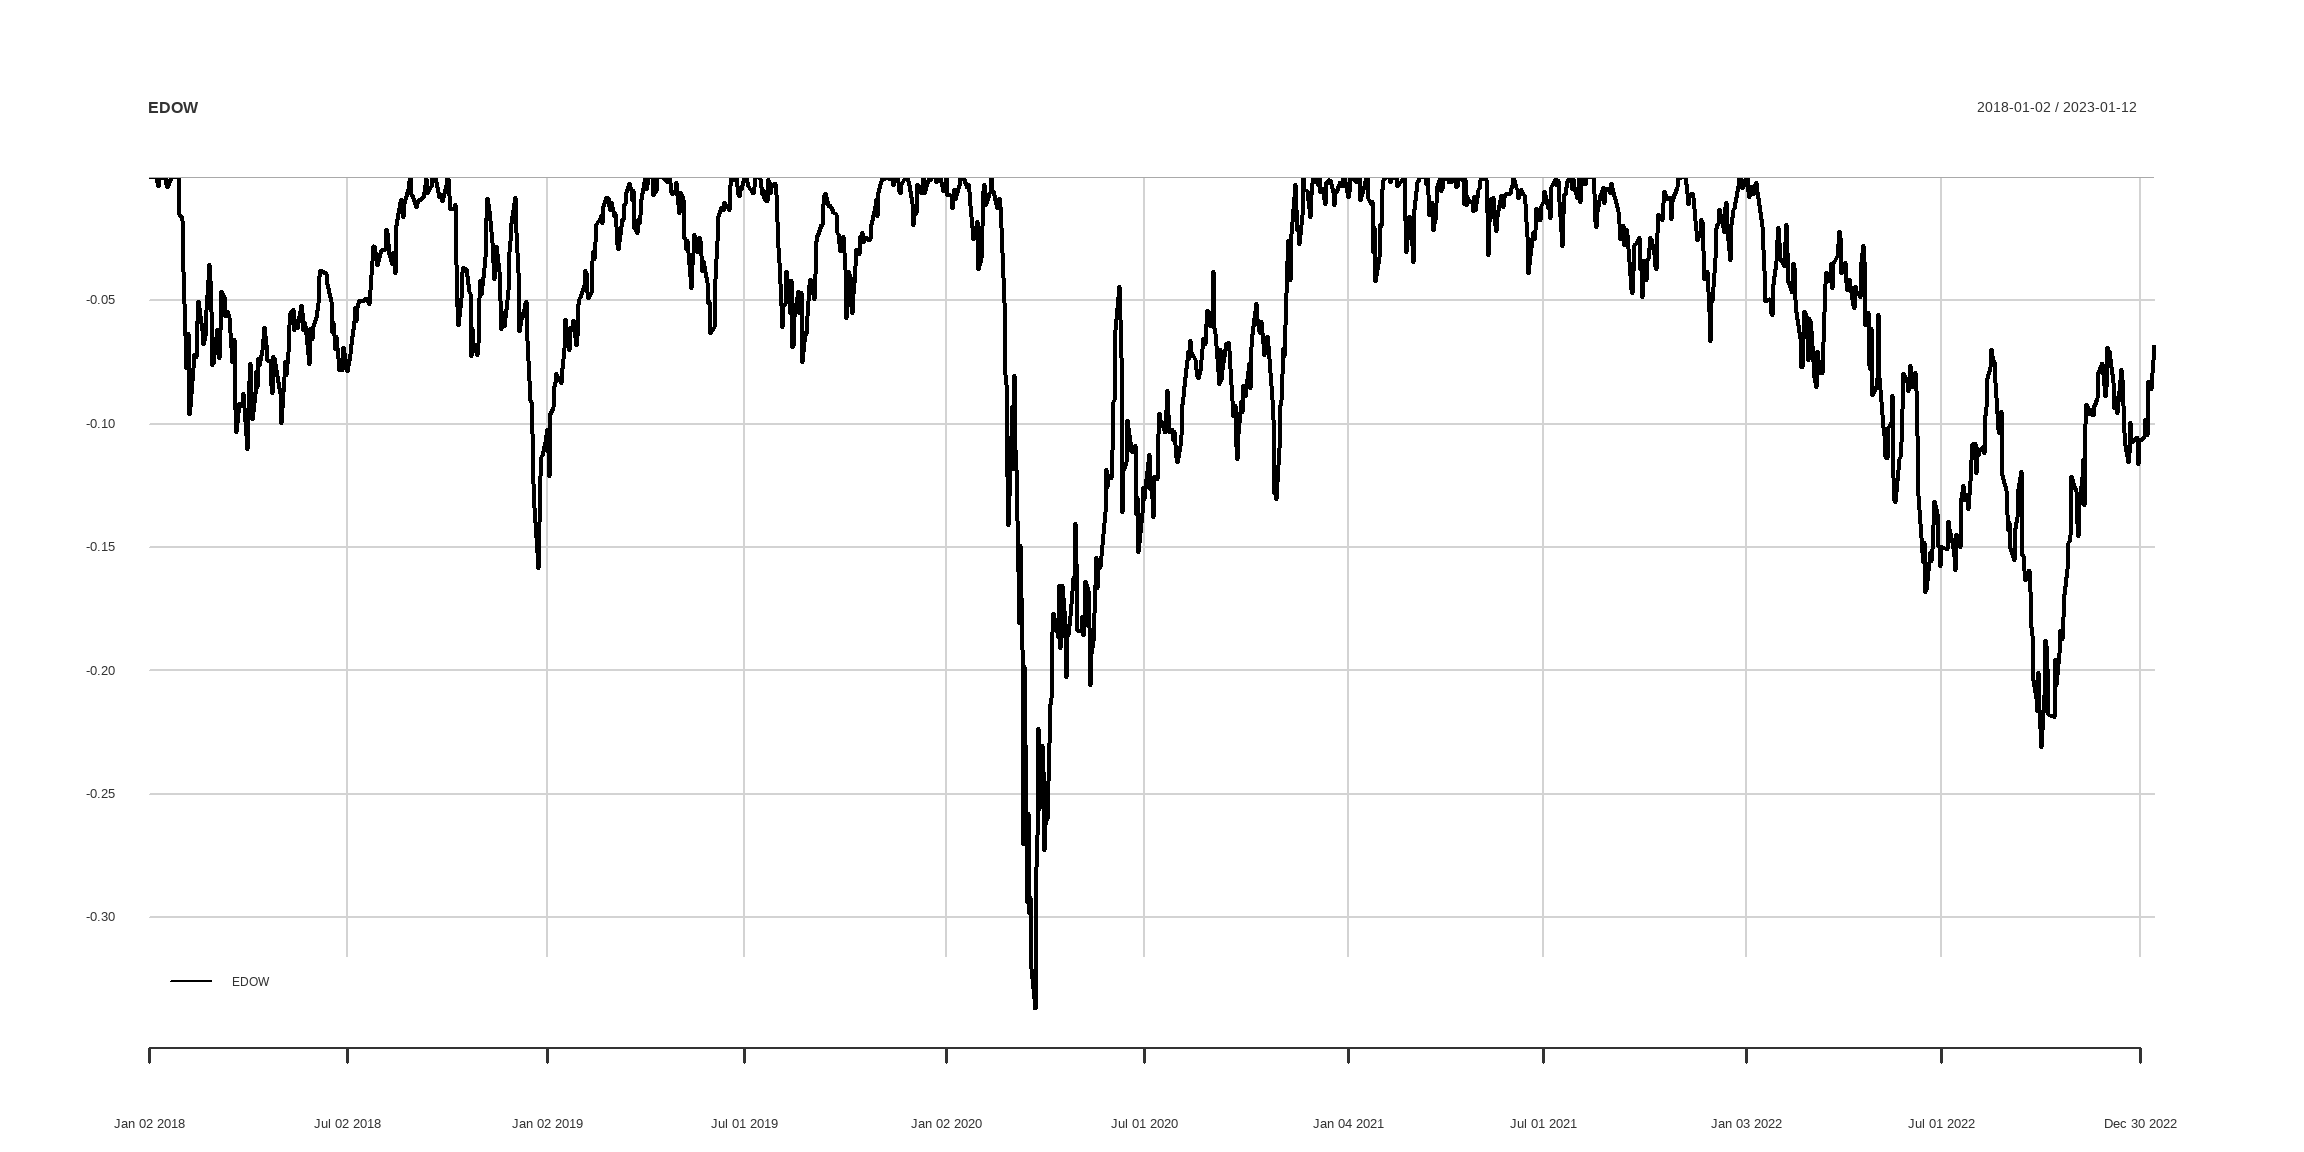 EDOW
2018-01-02 / 2023-01-12
-0.05
-0.10
-0.15
-0.20
-0.25
-0.30
EDOW
Jan 02 2018
Jul 02 2018
Jan 02 2019
Jul 01 2019
Jan 02 2020
Jul 01 2020
Jan 04 2021
Jul 01 2021
Jan 03 2022
Jul 01 2022
Dec 30 2022